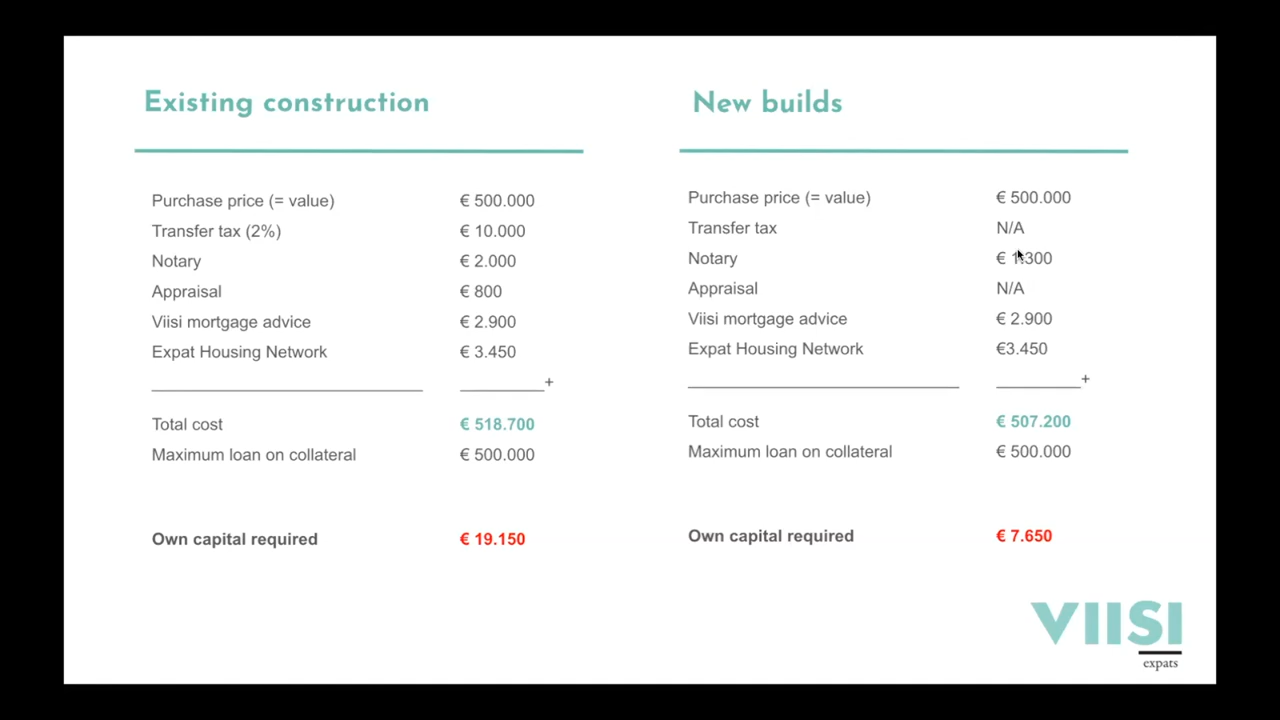 Existing construction
Purchase price (= value) € 500.000
Transfer tax (2%) € 10.000
Notary € 2.000
Appraisal € 800
Viisi mortgage advice € 2.900
Expat Housing Network € 3.450
+
Total cost € 518.700
Maximum loan on collateral € 500.000
Own capital required € 19.150
New builds
Purchase price (= value) € 500.000
Transfer tax N/A
Notary € 1.300
Appraisal N/A
Viisi mortgage advice € 2.900
Expat Housing Network €3.450
+
Total cost € 507.200
Maximum loan on collateral € 500.000
Own capital required € 7.650
VIISI
expats